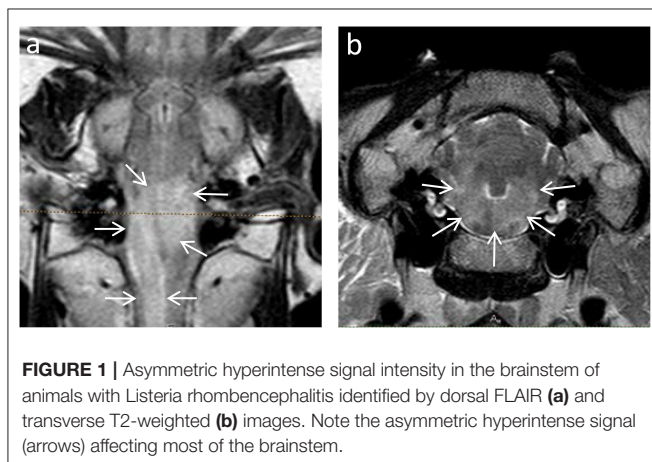 a
b
FIGURE 1 | Asymmetric hyperintense signal intensity in the brainstem of
animals with Listeria rhombencephalitis identified by dorsal FLAIR (a) and
transverse T2-weighted (b) images. Note the asymmetric hyperintense signal
(arrows) affecting most of the brainstem.